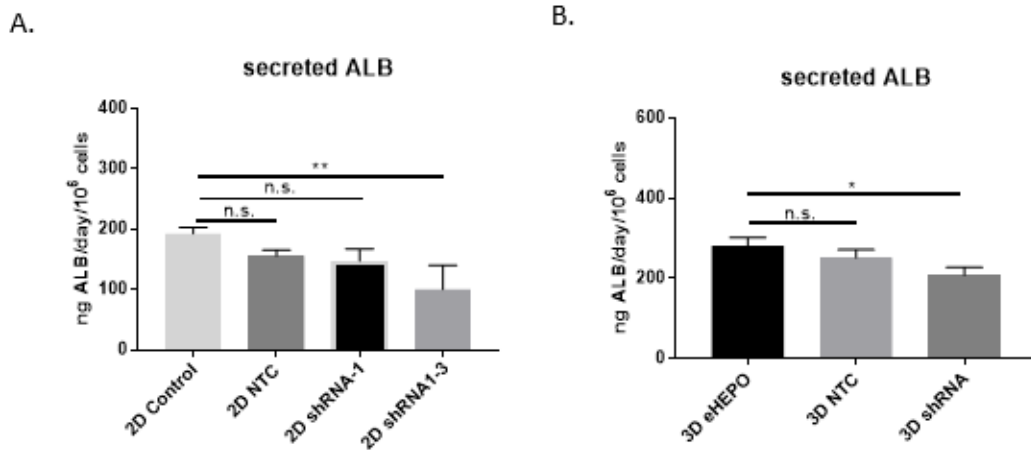 A.
secreted ALB
ng ALB/day/10⁶ cells
400
300
200
100
0
**
n.s.
n.s.
2D Control
2D NTC
2D shRNA-1
2D shRNA1-3
B.
secreted ALB
ng ALB/day/10⁶ cells
600
400
200
0
*
n.s.
3D eHEPO
3D NTC
3D shRNA